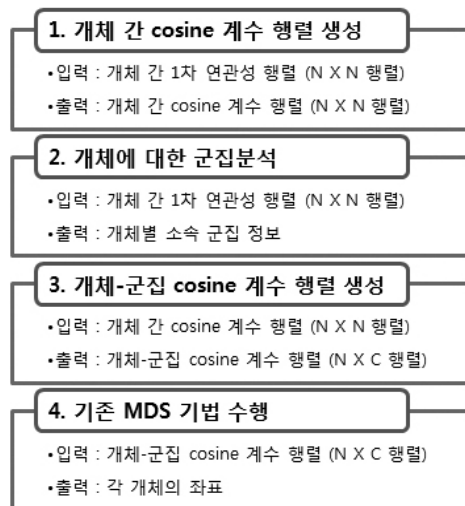 1. 개체 간 cosine 계수 행렬 생성
•입력 : 개체 간 1차 연관성 행렬 (N X N 행렬)
•출력 : 개체 간 cosine 계수 행렬 (N X N 행렬)
2. 개체에 대한 군집분석
•입력 : 개체 간 1차 연관성 행렬 (N X N 행렬)
•출력 : 개체별 소속 군집 정보
3. 개체-군집 cosine 계수 행렬 생성
•입력 : 개체 간 cosine 계수 행렬 (N X N 행렬)
•출력 : 개체-군집 cosine 계수 행렬 (N X C 행렬)
4. 기존 MDS 기법 수행
•입력 : 개체-군집 cosine 계수 행렬 (N X C 행렬)
•출력 : 각 개체의 좌표